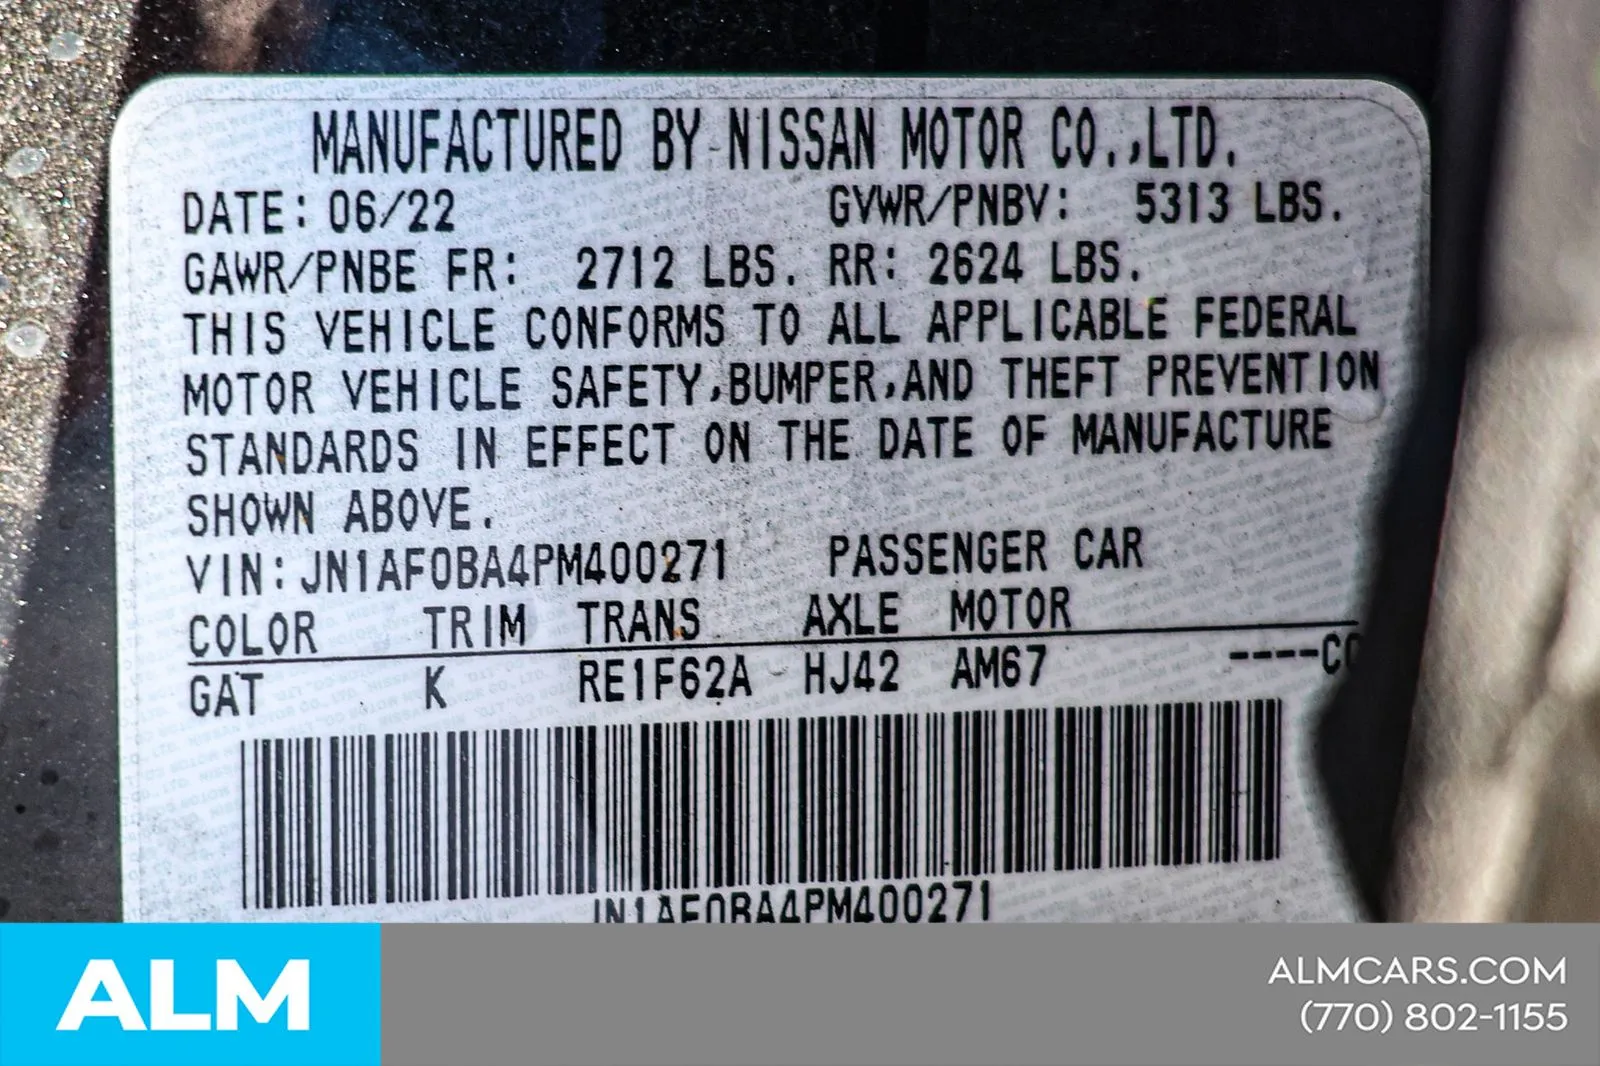 MANUFACTURED BY NISSAN MOTOR CO.,LTD.
DATE: 06/22 GVWR/PNBV: 5313 LBS.
GAWR/PNBE FR: 2712 LBS. RR: 2624 LBS.
THIS VEHICLE CONFORMS TO ALL APPLICABLE FEDERAL
MOTOR VEHICLE SAFETY,BUMPER,AND THEFT PREVENTION
STANDARDS IN EFFECT ON THE DATE OF MANUFACTURE
SHOWN ABOVE.
VIN:JN1AF0BA4PM400271 PASSENGER CAR
COLOR TRIM TRANS AXLE MOTOR
GAT K RE1F62A HJ42 AM67 ----CC
JN1AF0BA4PM400271
ALM
ALMCARS.COM
(770) 802-1155